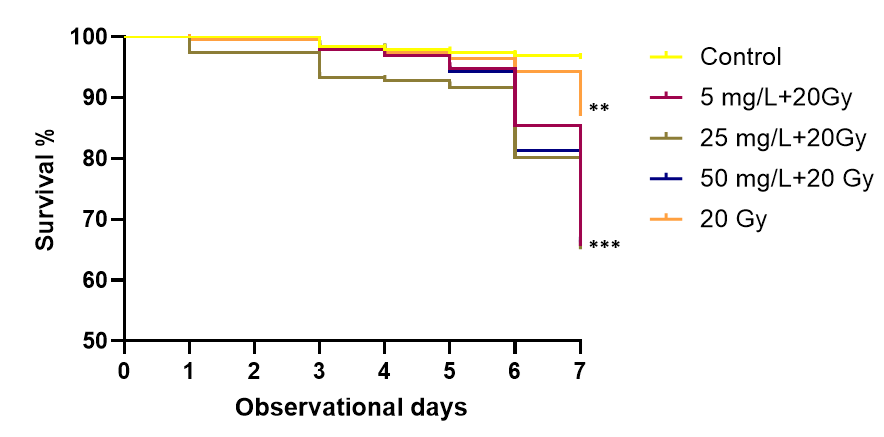 100
90
80
70
60
50
Survival %
0 1 2 3 4 5 6 7
Observational days
**
***
Control
5 mg/L+20Gy
25 mg/L+20Gy
50 mg/L+20 Gy
20 Gy